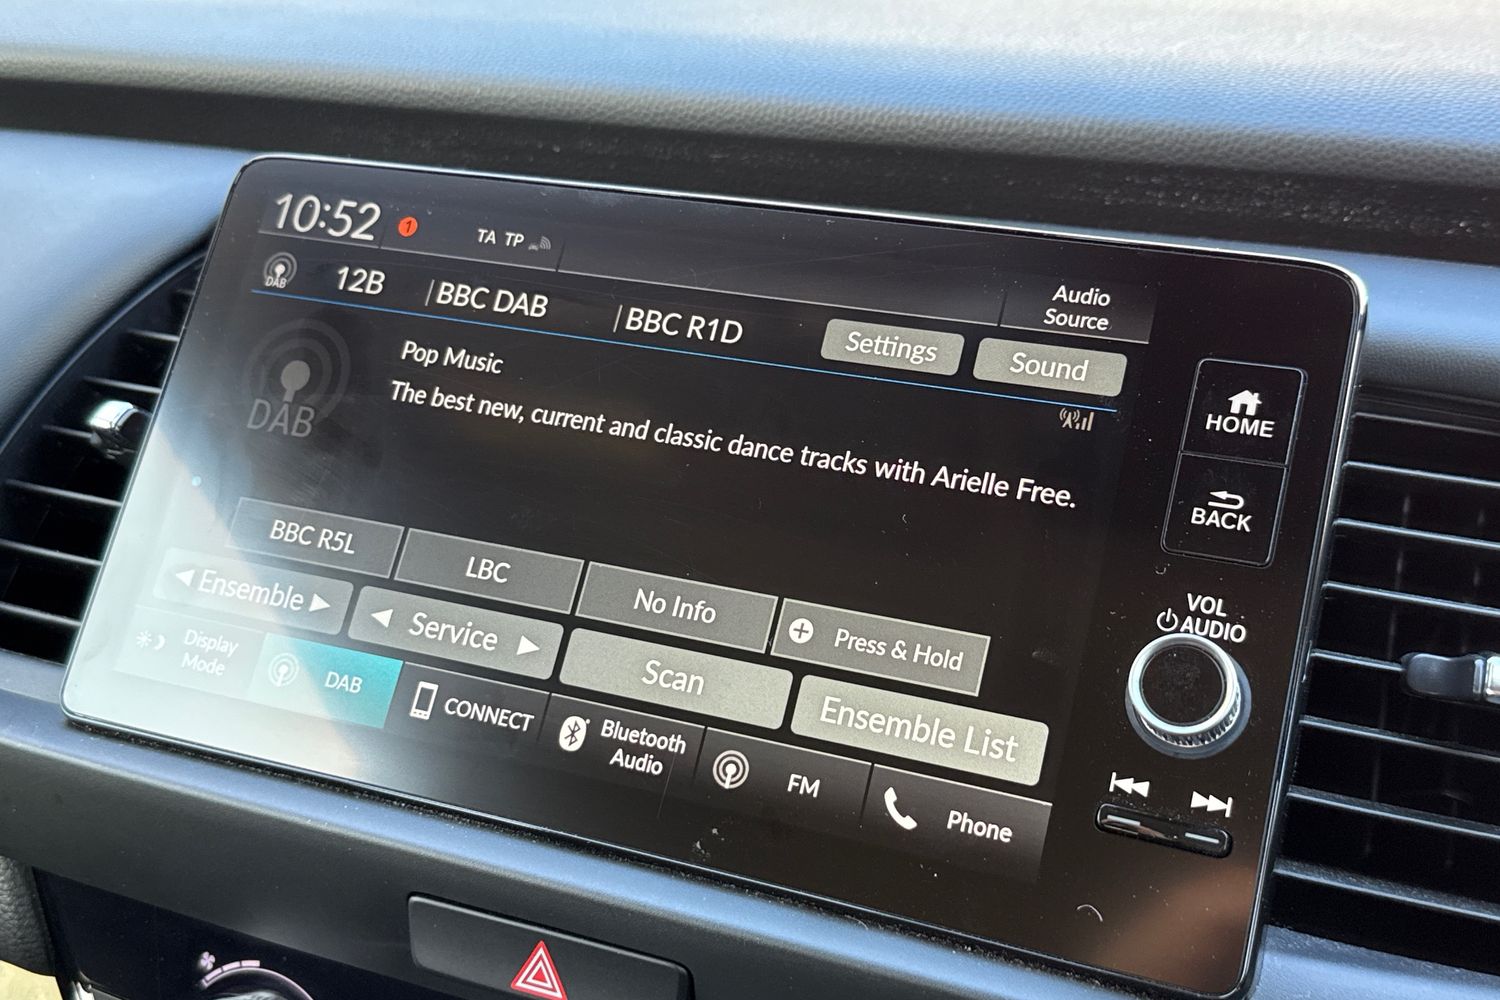 10:52
1
TA TP
DAB
12B
|BBC DAB
|BBC R1D
Settings
Sound
Audio
Source
Pop Music
The best new, current and classic dance tracks with Arielle Free.
DAB
HOME
BACK
BBC R5L
LBC
No Info
Press & Hold
Ensemble
Service
Scan
Ensemble List
Display
Mode
DAB
CONNECT
Bluetooth
Audio
FM
Phone
VOL
AUDIO